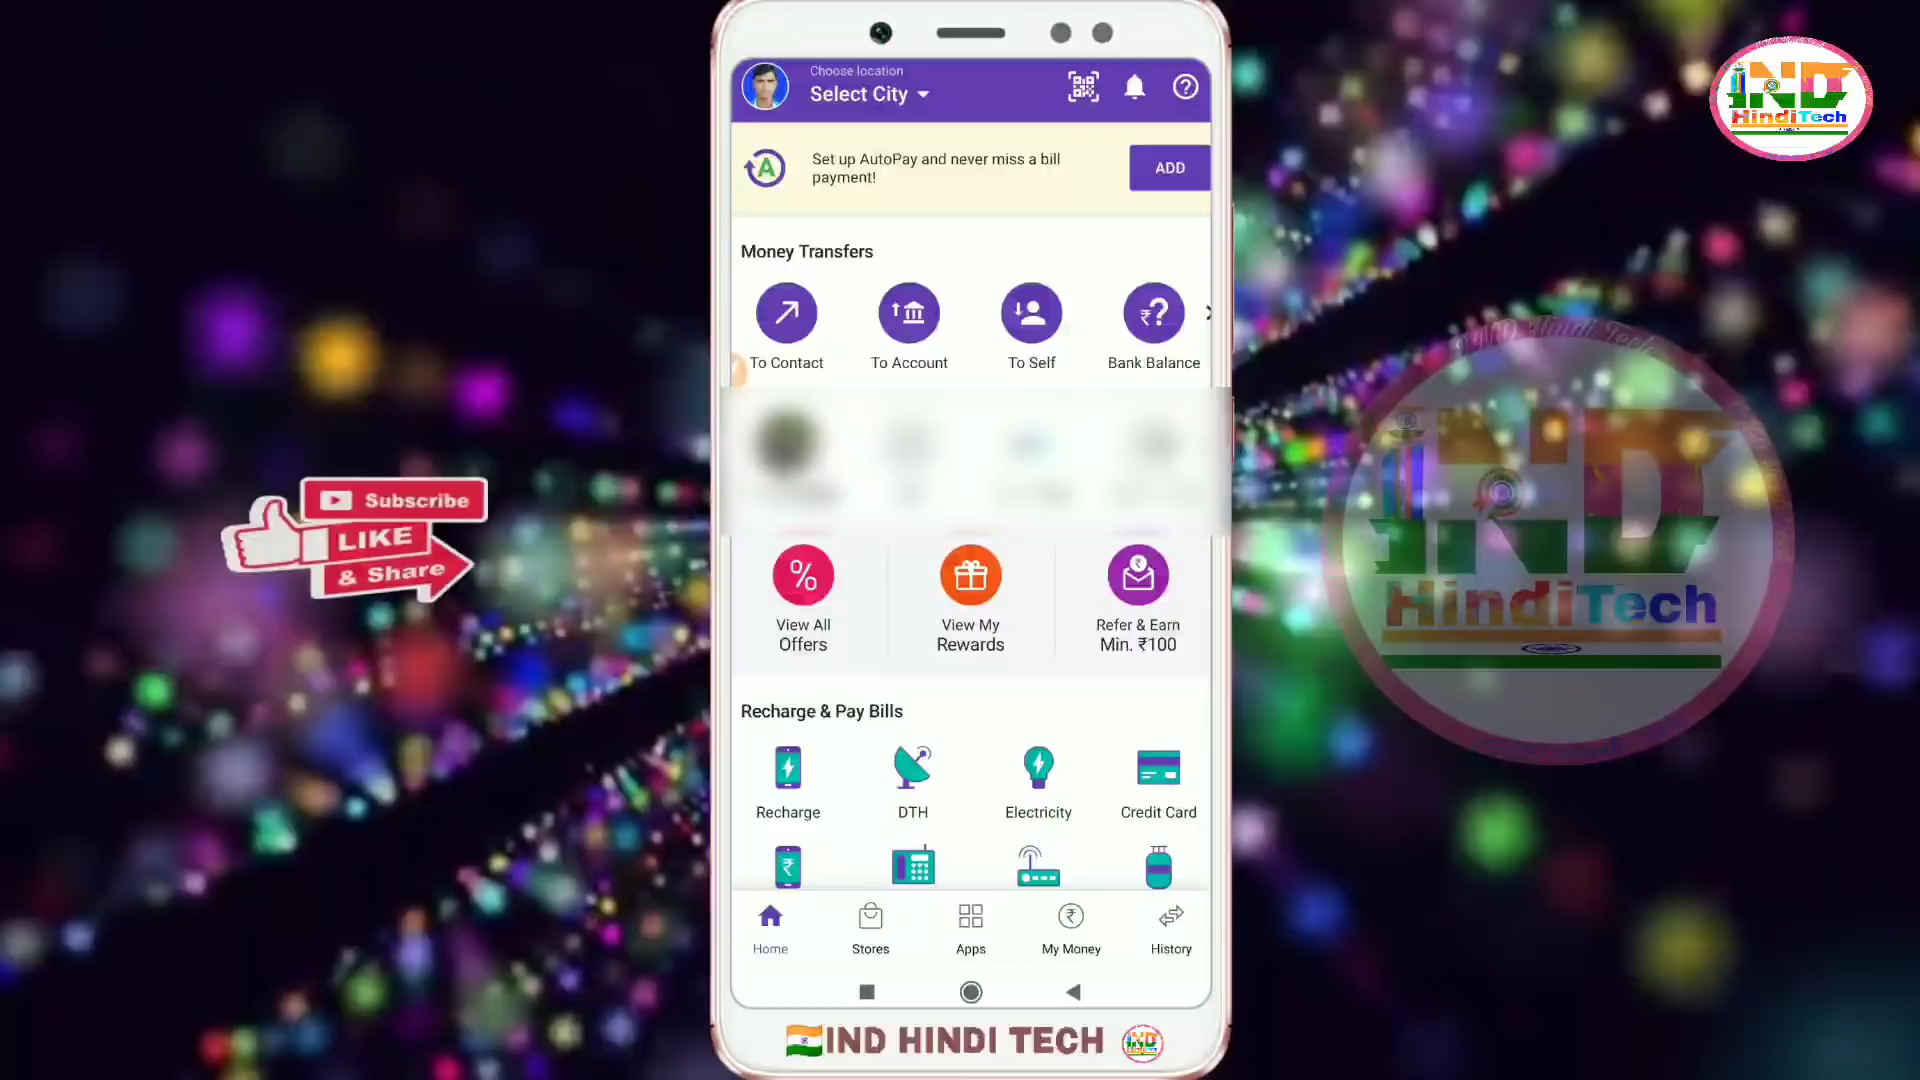 Choose location
Select City
Set up AutoPay and never miss a bill
payment!
ADD
Money Transfers
To Contact
To Account
To Self
Bank Balance
View All
Offers
View My
Rewards
Refer & Earn
Min. ₹100
Recharge & Pay Bills
Recharge
DTH
Electricity
Credit Card
Home
Stores
Apps
My Money
History
IND HINDI TECH
Subscribe
LIKE
& Share
iND
HindiTech
iND
HindiTech